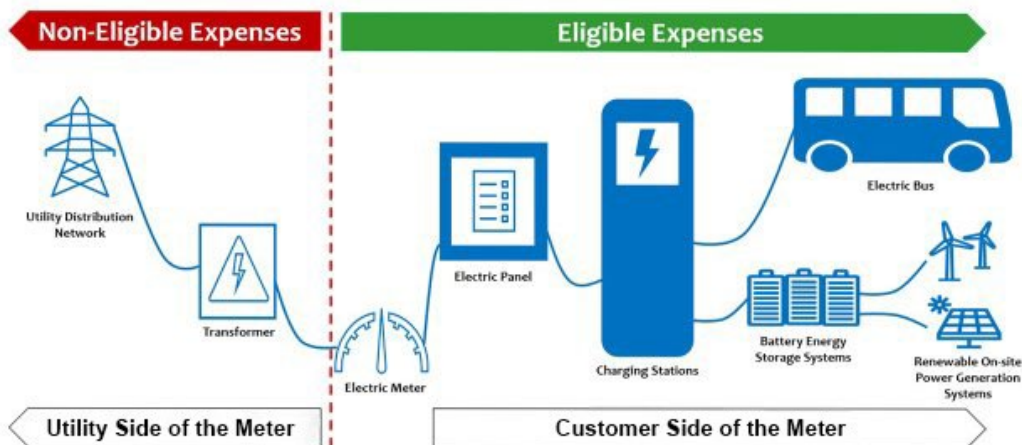 Non-Eligible Expenses
Eligible Expenses
Utility Distribution
Network
Transformer
Electric Meter
Electric Panel
Charging Stations
Electric Bus
Battery Energy
Storage Systems
Renewable On-site
Power Generation
Systems
Utility Side of the Meter
Customer Side of the Meter